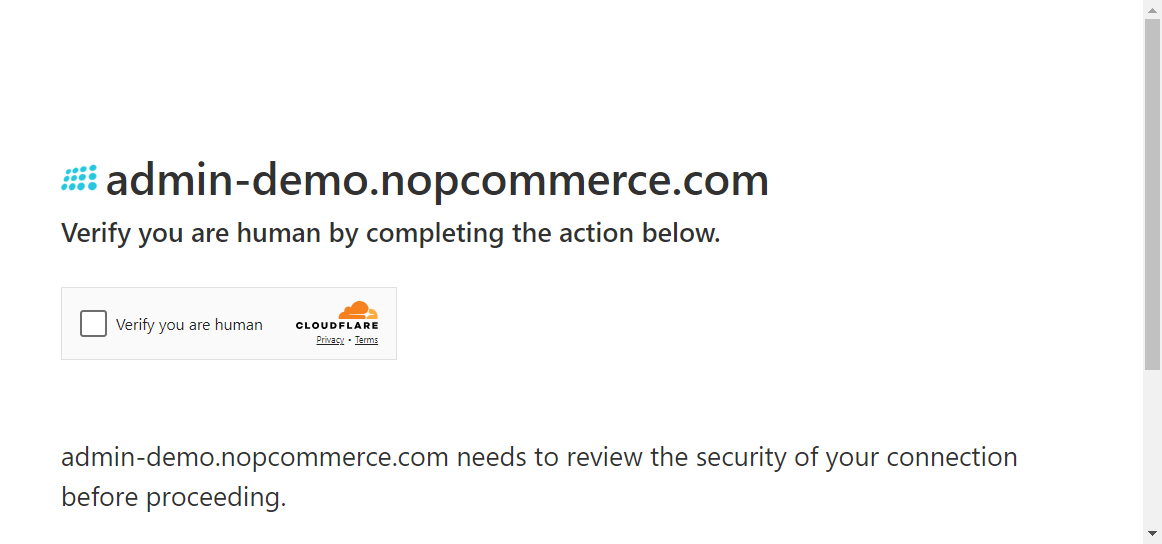 admin-demo.nopcommerce.com
Verify you are human by completing the action below.
Verify you are human
CLOUDFLARE
Privacy • Terms
admin-demo.nopcommerce.com needs to review the security of your connection
before proceeding.